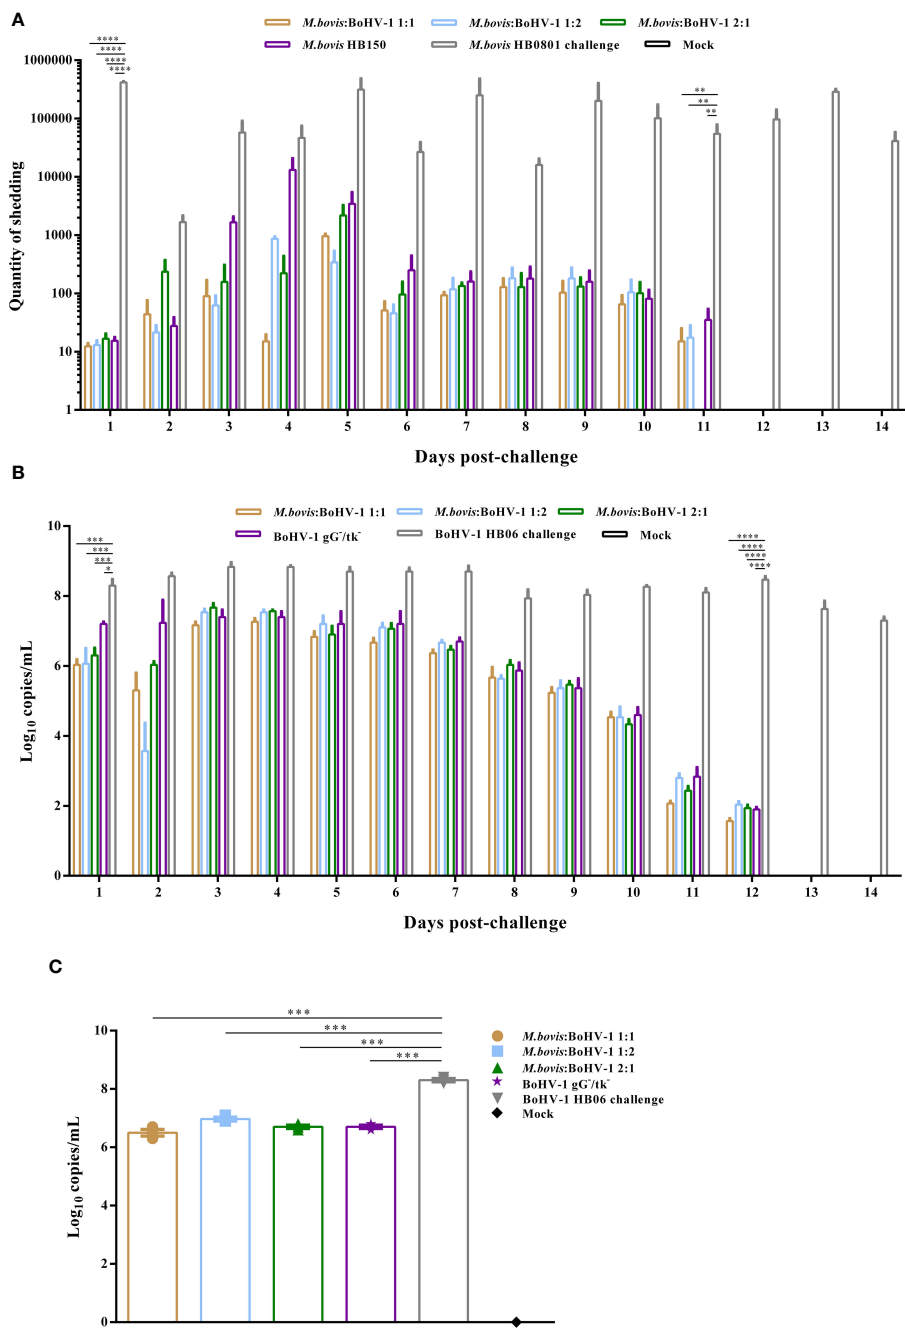 A
M.bovis:BoHV-1 1:1 M.bovis:BoHV-1 1:2 M.bovis:BoHV-1 2:1
M.bovis HB150 M.bovis HB0801 challenge Mock
**** 
****
****
****
**
**
**
Quantity of shedding
1000000
100000
10000
1000
100
10
1
1 2 3 4 5 6 7 8 9 10 11 12 13 14
Days post-challenge
B
M.bovis:BoHV-1 1:1 M.bovis:BoHV-1 1:2 M.bovis:BoHV-1 2:1
BoHV-1 gG⁻/tk⁻ BoHV-1 HB06 challenge Mock
***
***
***
*
****
****
****
****
Log₁₀ copies/mL
10
8
6
4
2
0
1 2 3 4 5 6 7 8 9 10 11 12 13 14
Days post-challenge
C
***
***
***
***
Log₁₀ copies/mL
10
8
6
4
2
0
M.bovis:BoHV-1 1:1
M.bovis:BoHV-1 1:2
M.bovis:BoHV-1 2:1
BoHV-1 gG⁻/tk⁻
BoHV-1 HB06 challenge
Mock